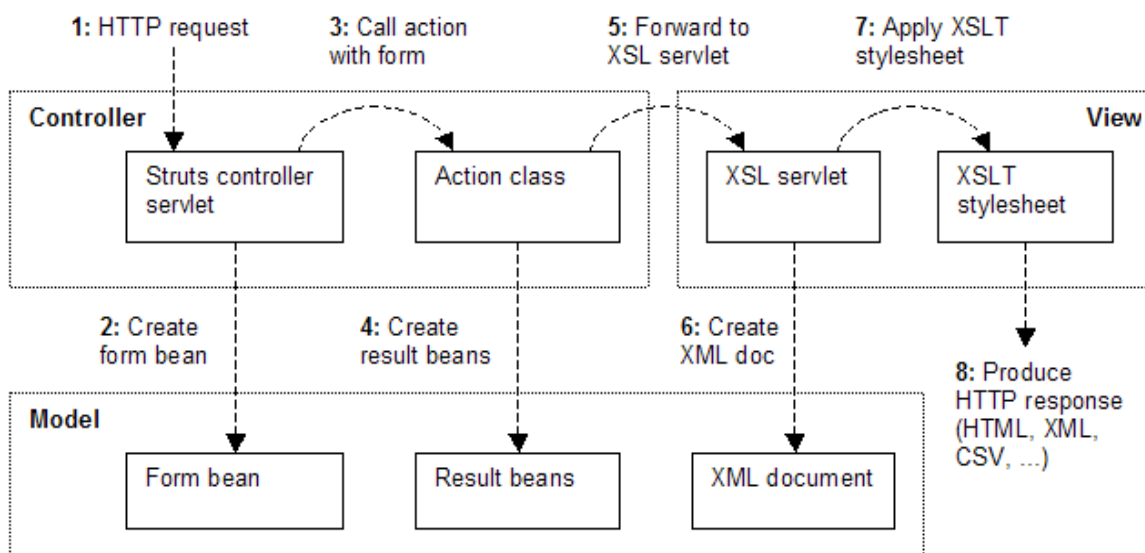 1: HTTP request
3: Call action
with form
5: Forward to
XSL servlet
7: Apply XSLT
stylesheet
Controller
View
Struts controller
servlet
Action class
XSL servlet
XSLT
stylesheet
2: Create
form bean
4: Create
result beans
6: Create
XML doc
8: Produce
HTTP response
(HTML, XML,
CSV, ...)
Model
Form bean
Result beans
XML document